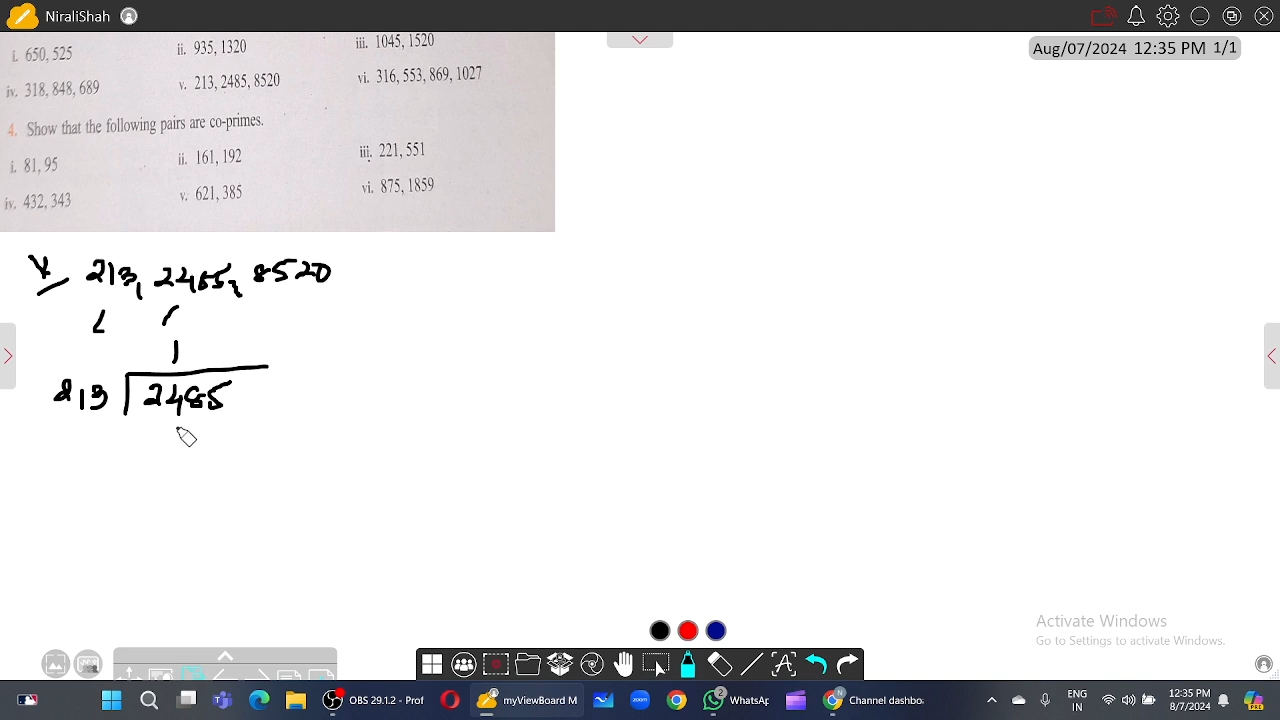 NiraliShah
Aug/07/2024 12:35 PM 1/1
i. 650, 525 ii. 935, 1320 iii. 1045, 1520
iv. 318, 848, 689 v. 213, 2485, 8520 vi. 316, 553, 869, 1027
4. Show that the following pairs are co-primes.
i. 81, 95 ii. 161, 192 iii. 221, 551
iv. 432, 343 v. 621, 385 vi. 875, 1859
v 213, 2485, 8520
1
213 2485
Activate Windows
Go to Settings to activate Windows.
OBS 29.1.2 - Prof
myViewBoard M
2
WhatsAp
N
Channel dashbo
ENG
IN
12:35 PM
8/7/2024